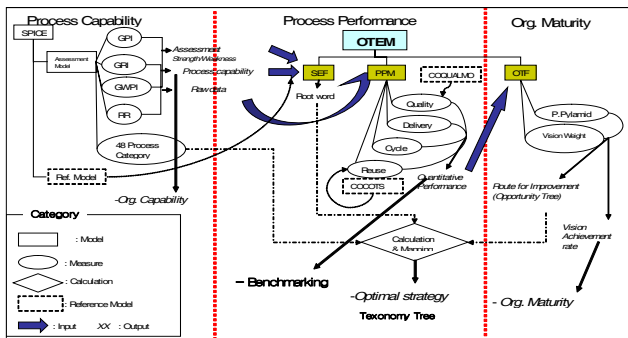 Process Capability
Process Performance
Org. Maturity
SPICE
Assessment
Model
GPI
GRI
GWPI
RR
48 Process
Category
Ref. Model
Assessment
Strength/Weakness
Process capability
Raw data
-Org. Capability
Category
: Model
: Measure
: Calculation
: Reference Model
: Input
XX : Output
OTEM
SEF
PPM
Root word
COQUALMO
Quality
Delivery
Cycle
Reuse
COCOTS
Quantitative
Performance
Calculation
& Mapping
- Benchmarking
-Optimal strategy
Texonomy Tree
OTF
P.Pylamid
Vision Weight
Route for Improvement
(Opportunity Tree)
Vision
Achievement
rate
- Org. Maturity